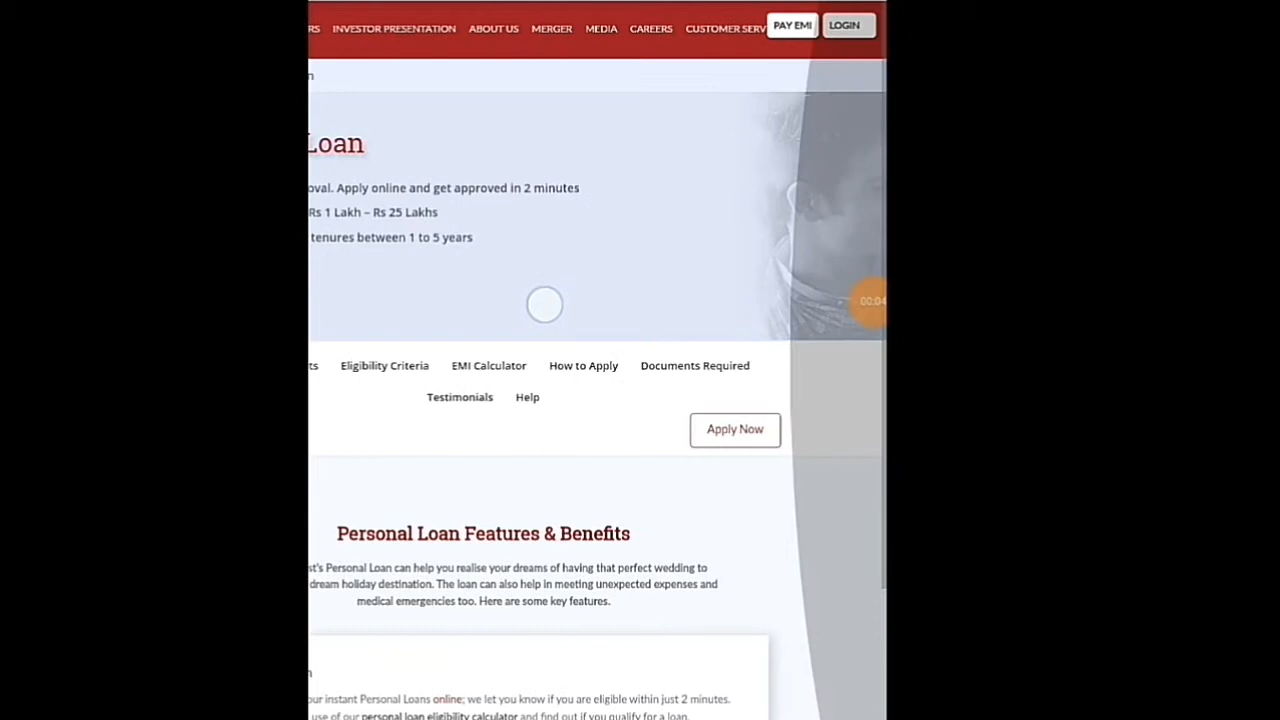 RS INVESTOR PRESENTATION ABOUT US MERGER MEDIA CAREERS CUSTOMER SERV PAY EMI LOGIN
n
Loan
oval. Apply online and get approved in 2 minutes
Rs 1 Lakh – Rs 25 Lakhs
tenures between 1 to 5 years
00:04
ts Eligibility Criteria EMI Calculator How to Apply Documents Required
Testimonials Help
Apply Now
Personal Loan Features & Benefits
st's Personal Loan can help you realise your dreams of having that perfect wedding to
dream holiday destination. The loan can also help in meeting unexpected expenses and
medical emergencies too. Here are some key features.
n
our instant Personal Loans online; we let you know if you are eligible within just 2 minutes.
use of our personal loan eligibility calculator and find out if you qualify for a loan.